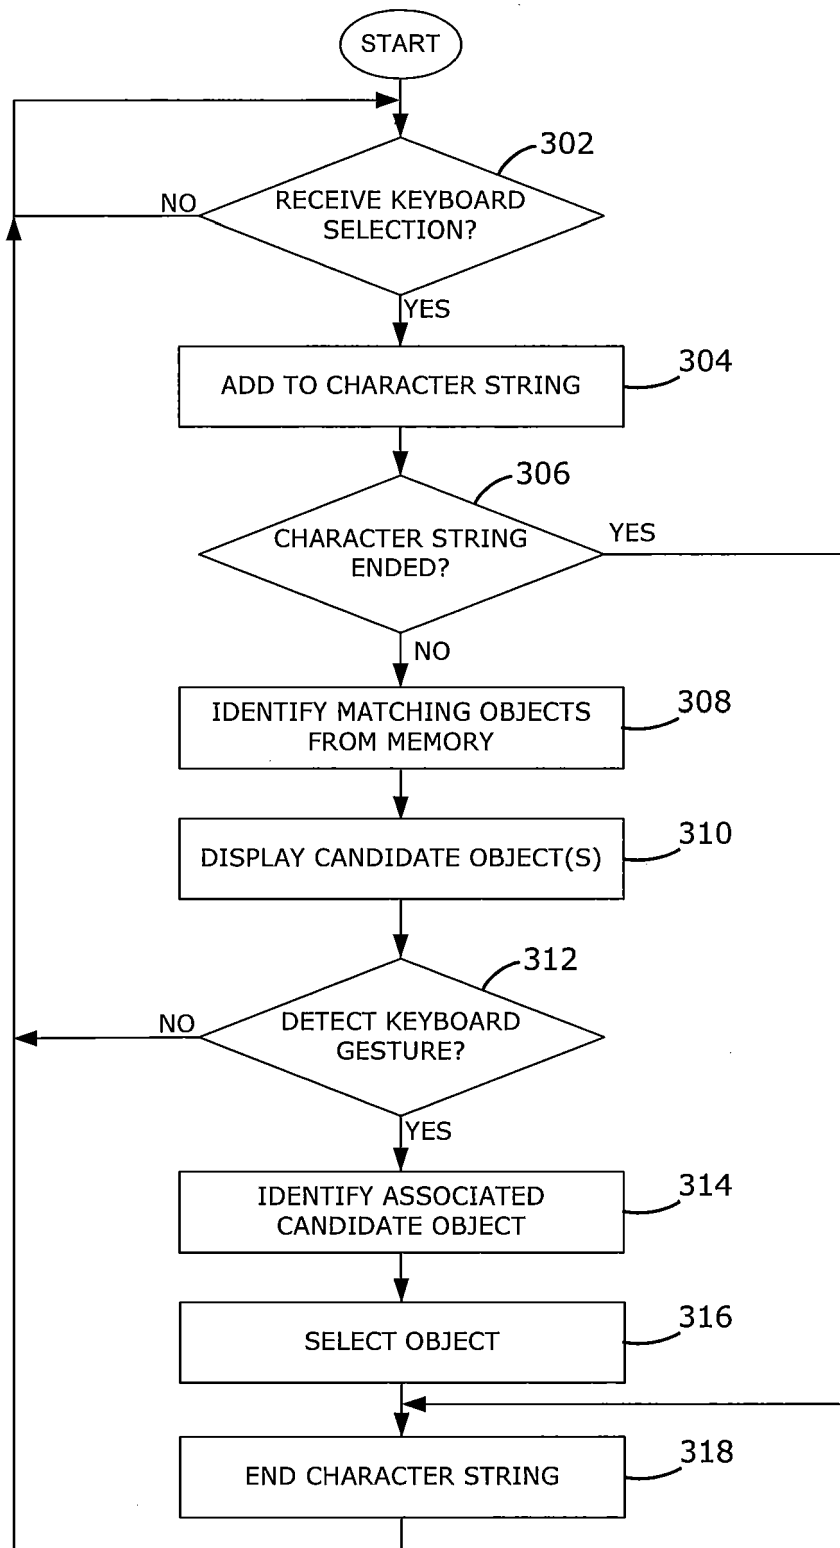 START
302
NO
RECEIVE KEYBOARD
SELECTION?
YES
304
ADD TO CHARACTER STRING
306
CHARACTER STRING
ENDED?
YES
NO
308
IDENTIFY MATCHING OBJECTS
FROM MEMORY
310
DISPLAY CANDIDATE OBJECT(S)
312
NO
DETECT KEYBOARD
GESTURE?
YES
314
IDENTIFY ASSOCIATED
CANDIDATE OBJECT
316
SELECT OBJECT
318
END CHARACTER STRING